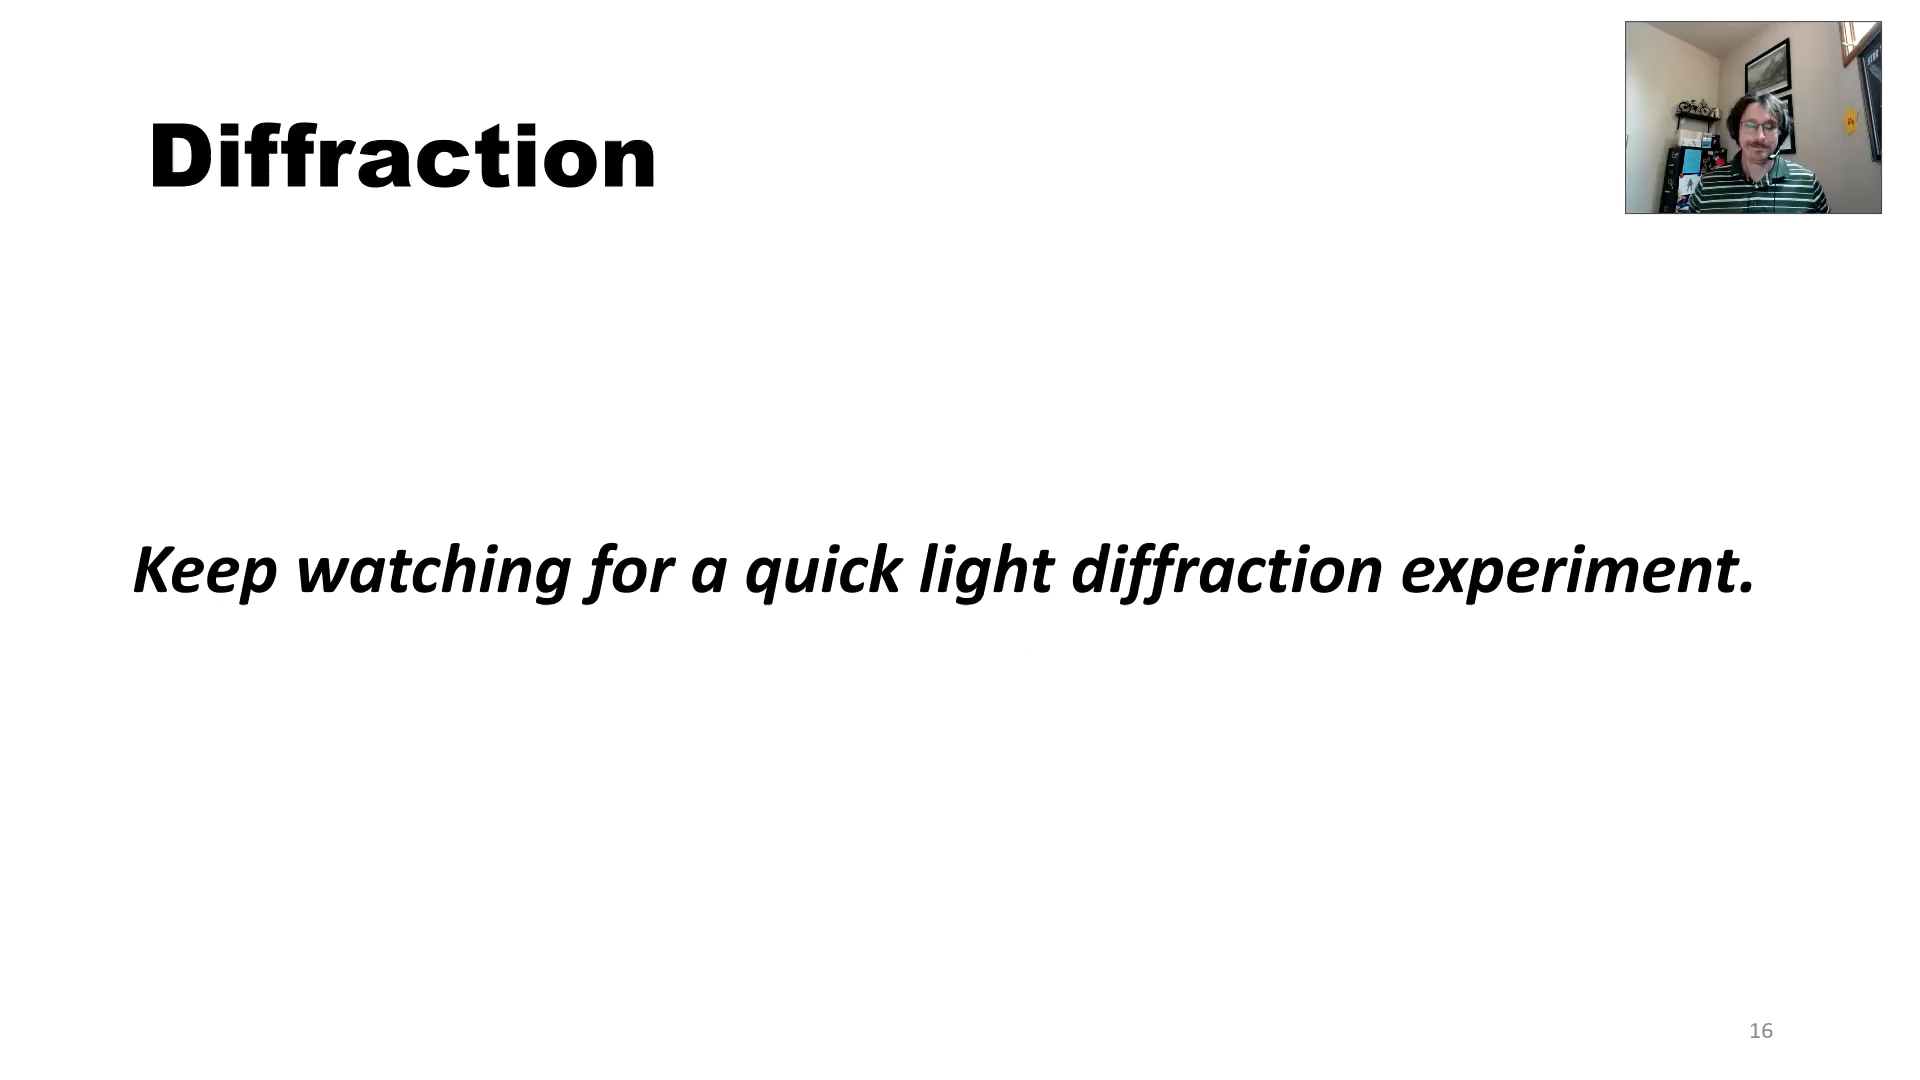 Diffraction
Keep watching for a quick light diffraction experiment.
16